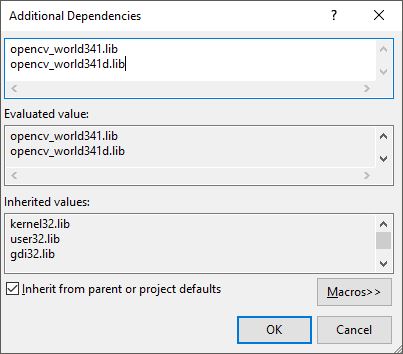 Additional Dependencies
opencv_world341.lib
opencv_world341d.lib
Evaluated value:
opencv_world341.lib
opencv_world341d.lib
Inherited values:
kernel32.lib
user32.lib
gdi32.lib
Inherit from parent or project defaults
Macros>>
OK
Cancel